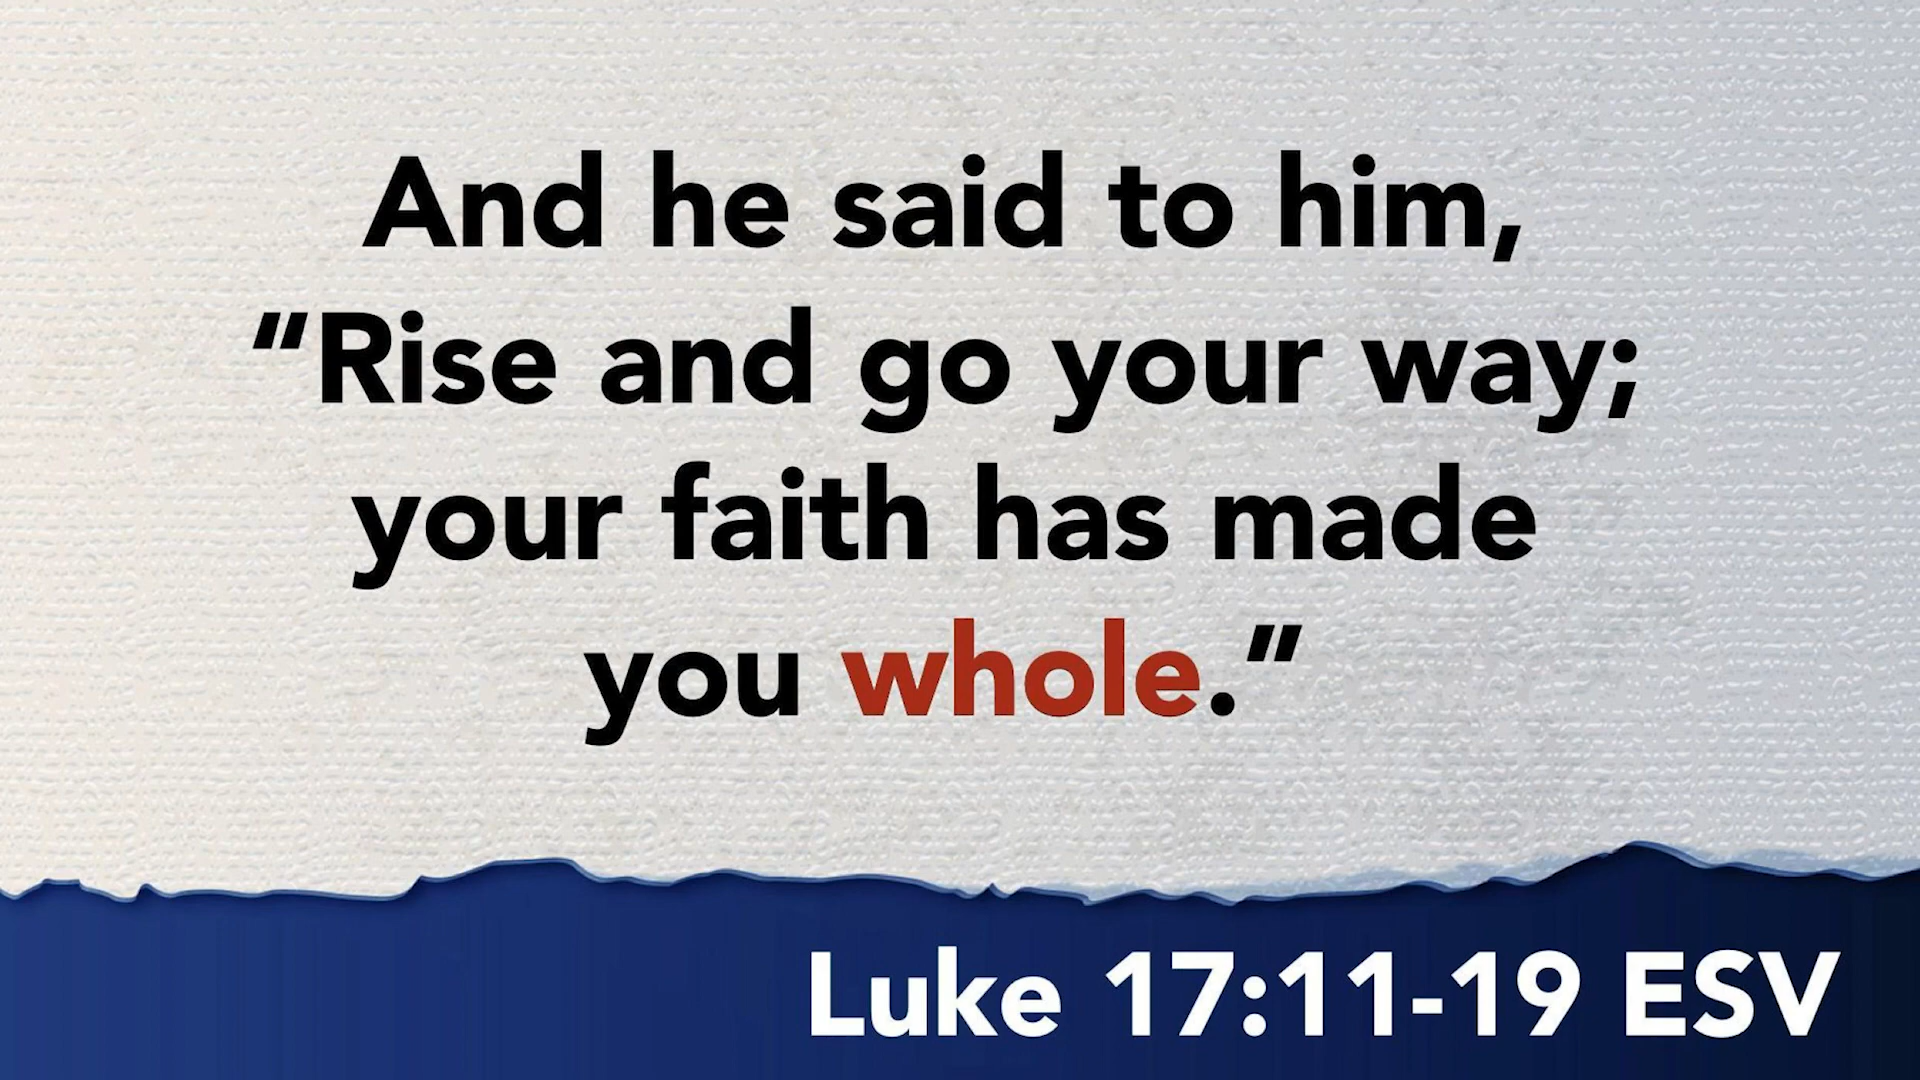 And he said to him,
“Rise and go your way;
your faith has made
you whole.”
Luke 17:11-19 ESV